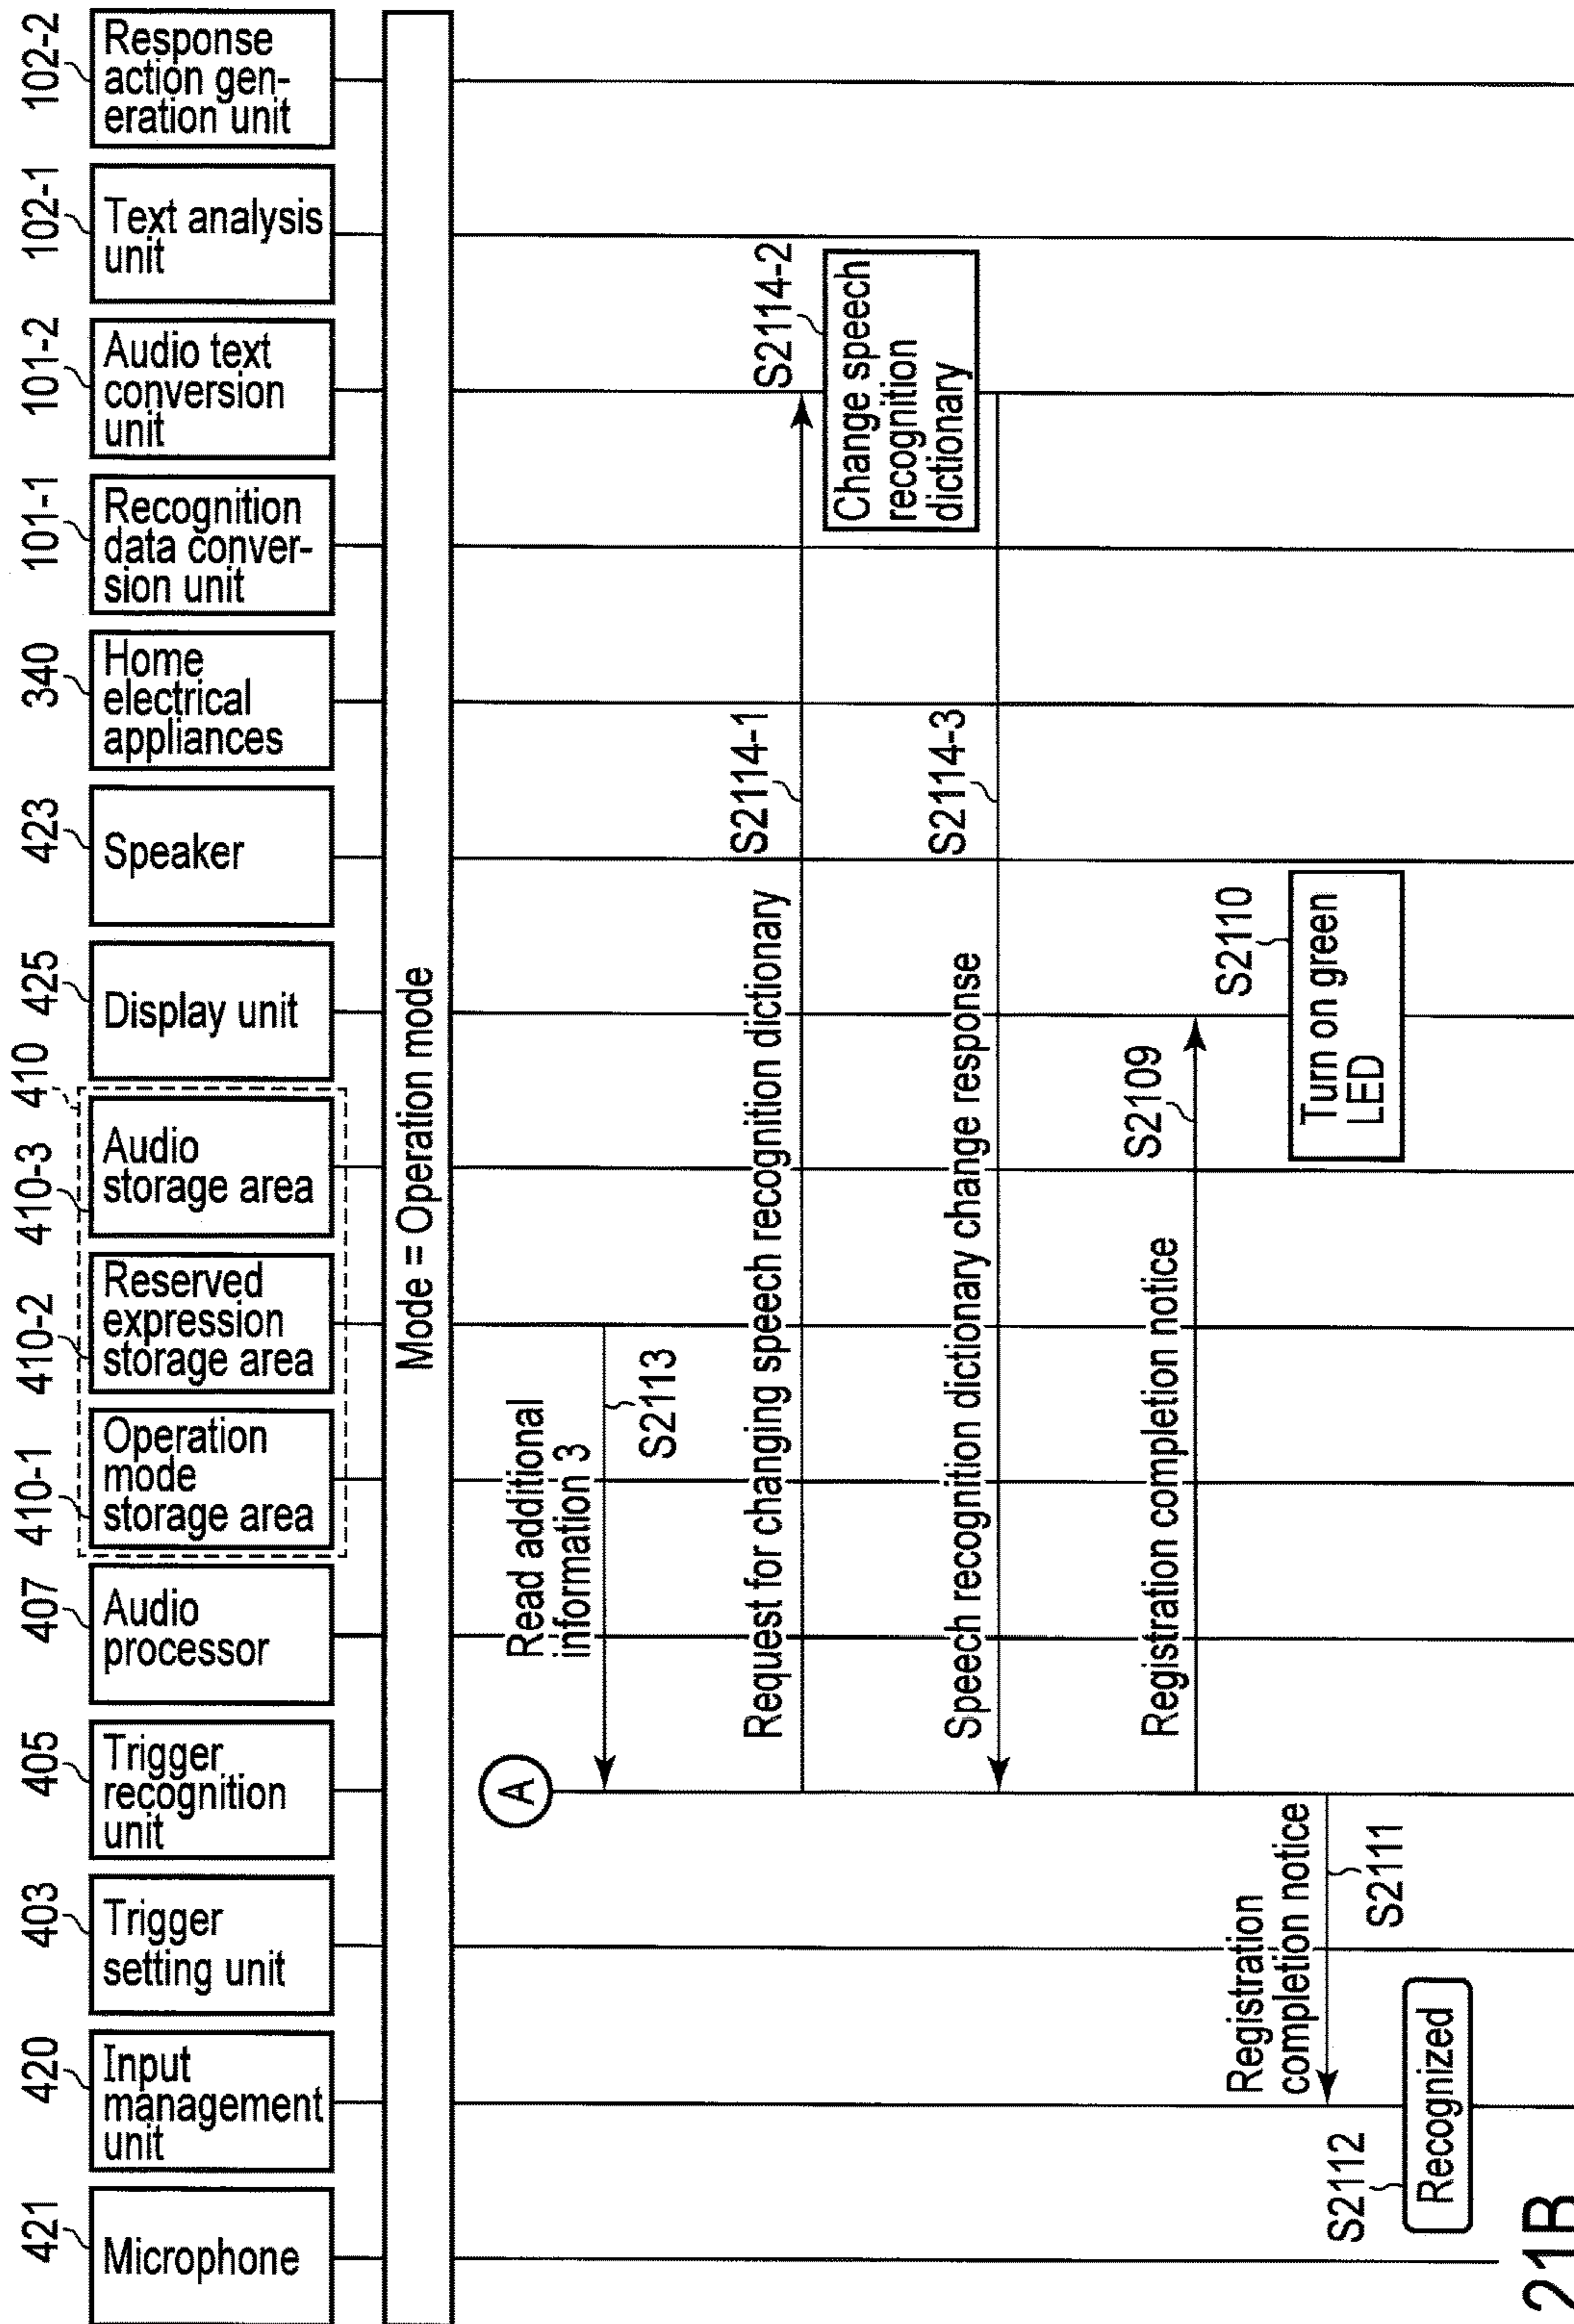 421
Microphone
420
Input
management
unit
403
Trigger
setting unit
405
Trigger
recognition
unit
407
Audio
processor
410-1
Operation
mode
storage area
410-2
Reserved
expression
storage area
410-3
Audio
storage area
410
425
Display unit
423
Speaker
340
Home
electrical
appliances
101-1
Recognition
data conver-
sion unit
101-2
Audio text
conversion
unit
102-1
Text analysis
unit
102-2
Response
action gen-
eration unit
Mode = Operation mode
A
Read additional
information 3
S2113
Request for changing speech recognition dictionary
S2114-1
S2114-2
Change speech
recognition
dictionary
Speech recognition dictionary change response
S2114-3
Registration completion notice
S2109
S2110
Turn on green
LED
Registration
completion notice
S2111
S2112
Recognized
21B